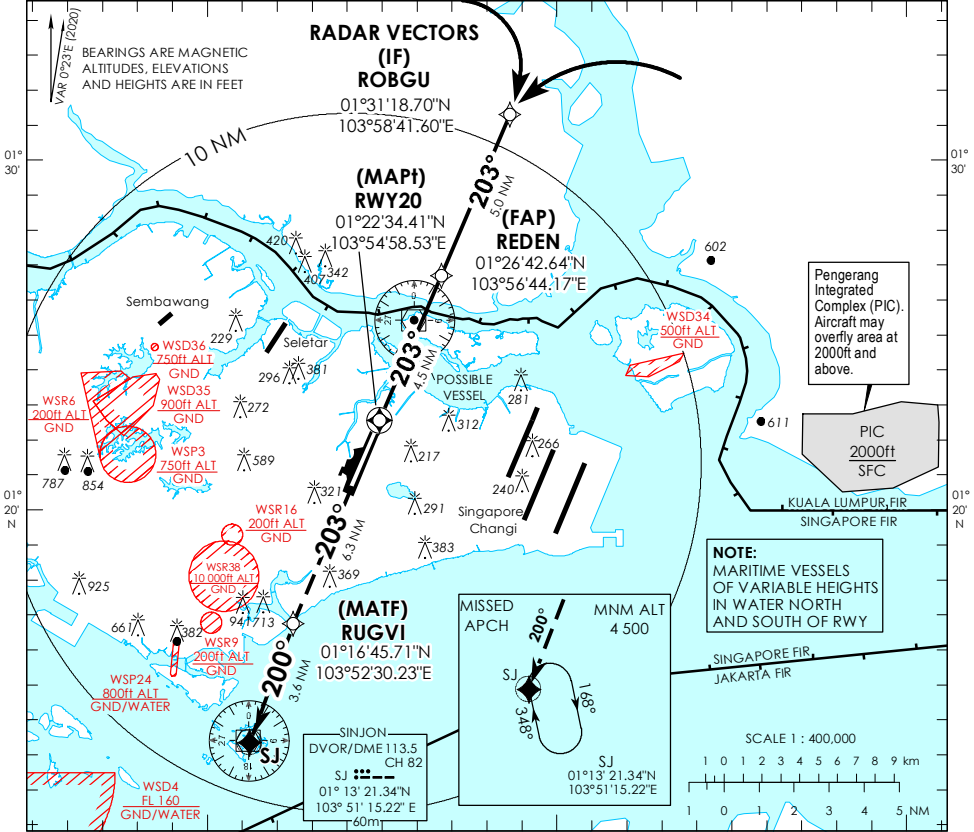 VAR 0°23'E (2020)
BEARINGS ARE MAGNETIC
ALTITUDES, ELEVATIONS
AND HEIGHTS ARE IN FEET
RADAR VECTORS
(IF)
ROBGU
01°31'18.70"N
103°58'41.60"E
10 NM
01°
30'
01°
30'
203°
5.0 NM
(MAPt)
RWY20
01°22'34.41"N
103°54'58.53"E
(FAP)
REDEN
01°26'42.64"N
103°56'44.17"E
420
407
342
602
Sembawang
229
Seletar
296
381
203°
4.5 NM
POSSIBLE
VESSEL
281
312
WSD34
500ft ALT
GND
Pengerang
Integrated
Complex (PIC).
Aircraft may
overfly area at
2000ft and
above.
PIC
2000ft
SFC
611
WSD36
750ft ALT
GND
WSD35
900ft ALT
GND
WSR6
200ft ALT
GND
WSP3
750ft ALT
GND
272
589
787
854
217
266
240
321
291
Singapore
Changi
383
369
01°
20'
N
01°
20'
N
KUALA LUMPUR FIR
SINGAPORE FIR
WSR16
200ft ALT
GND
WSR38
10 000ft ALT
GND
203°
6.3 NM
925
661
382
941
713
WSR9
200ft ALT
GND
WSP24
800ft ALT
GND/WATER
(MATF)
RUGVI
01°16'45.71"N
103°52'30.23"E
200°
3.6 NM
SJ
NOTE:
MARITIME VESSELS
OF VARIABLE HEIGHTS
IN WATER NORTH
AND SOUTH OF RWY
SINGAPORE FIR
JAKARTA FIR
MISSED
APCH
MNM ALT
4 500
200°
SJ
168°
348°
SJ
01°13' 21.34"N
103°51'15.22"E
SINJON
DVOR/DME 113.5
CH 82
SJ
01° 13' 21.34"N
103° 51' 15.22" E
60m
WSD4
FL 160
GND/WATER
SCALE 1 : 400,000
1 0 1 2 3 4 5 6 7 8 9 km
1 0 1 2 3 4 5 NM